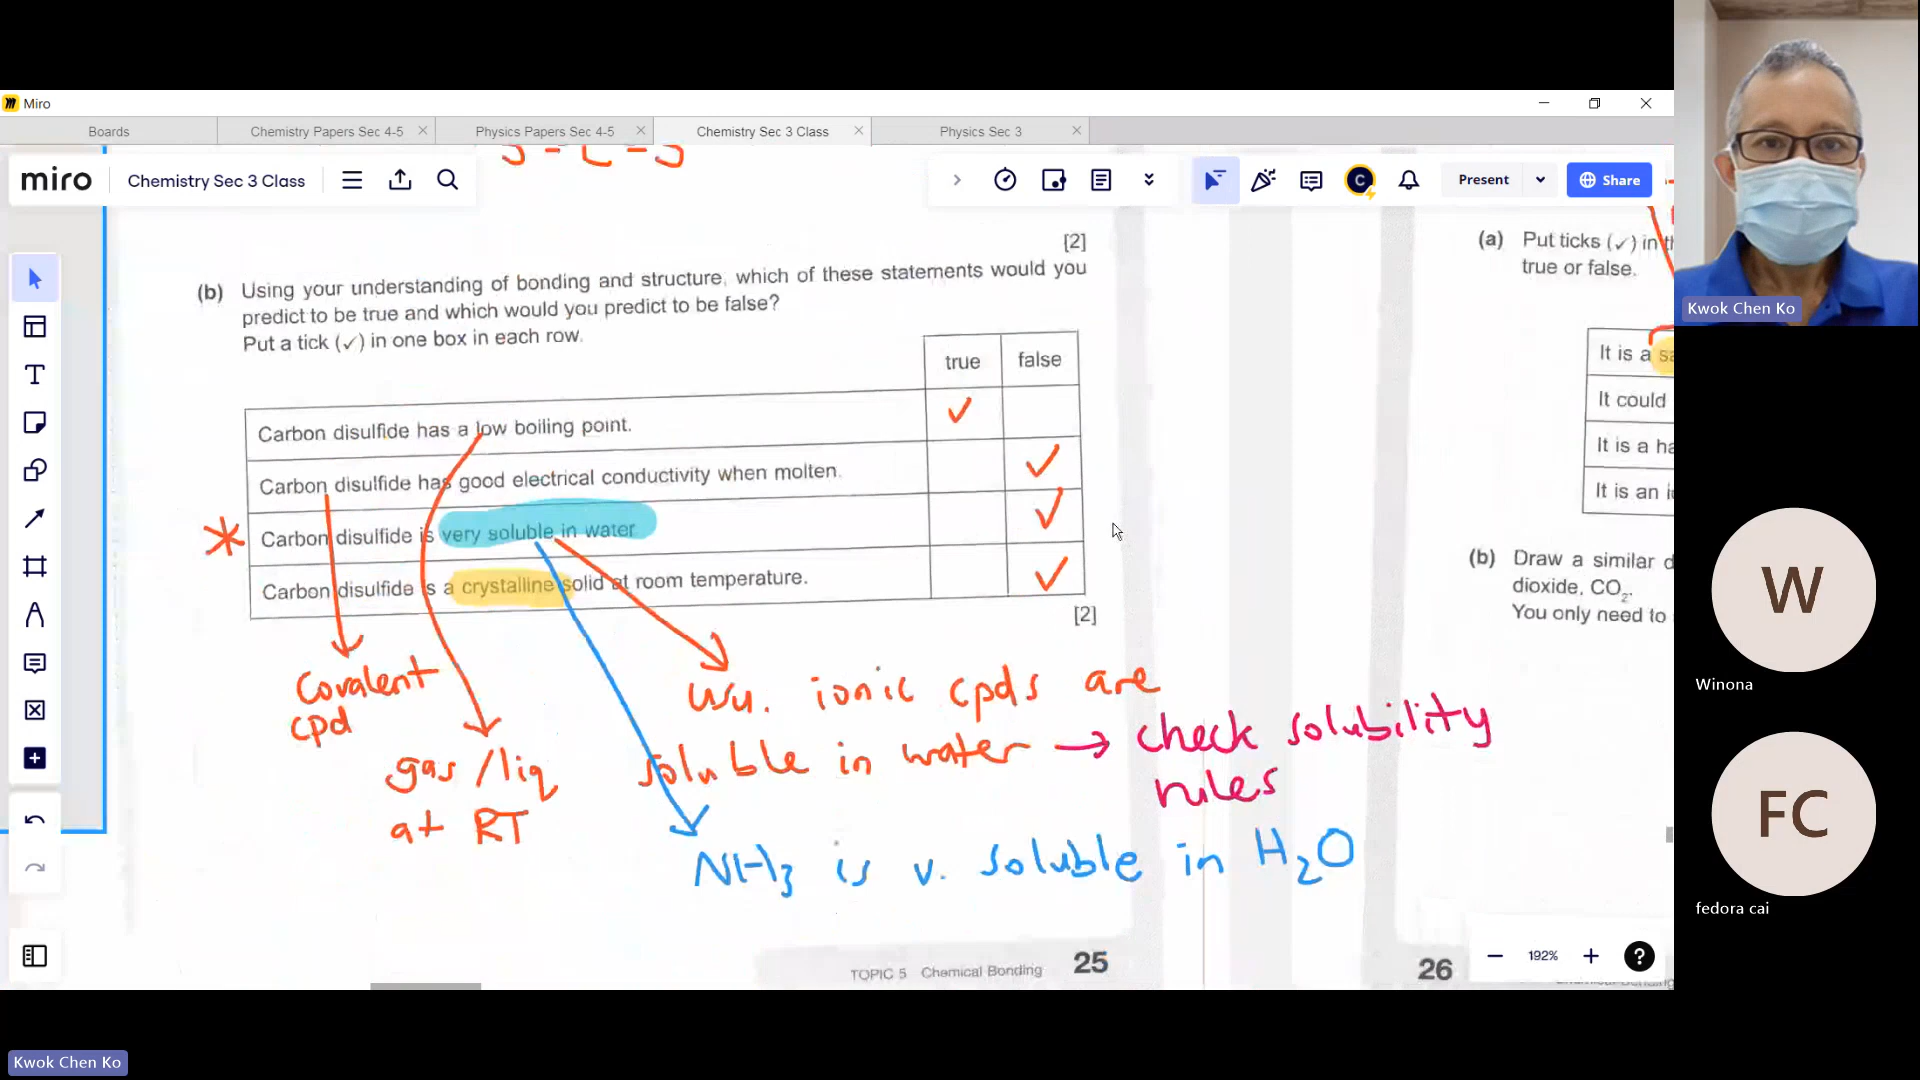 Miro
Boards
Chemistry Papers Sec 4-5
Physics Papers Sec 4-5
Chemistry Sec 3 Class
Physics Sec 3
S=C=S
miro
Chemistry Sec 3 Class
C
Present
Share
[2]
(b) Using your understanding of bonding and structure, which of these statements would you
predict to be true and which would you predict to be false?
Put a tick (✓) in one box in each row.
true false
Carbon disulfide has a low boiling point. ✓
Carbon disulfide has good electrical conductivity when molten. ✓
* Carbon disulfide is very soluble in water ✓
Carbon disulfide is a crystalline solid at room temperature. ✓
[2]
Covalent
cpd
gas/liq
at RT
usu. ionic cpds are
soluble in water → check solubility
rules
NH3 is v. soluble in H2O
TOPIC 5 Chemical Bonding 25
(a) Put ticks (✓) in
true or false.
It is a
It could
It is a
It is an
(b) Draw a similar
dioxide, CO2.
You only need to
26
192%
?
Kwok Chen Ko
W
Winona
FC
fedora cai
Kwok Chen Ko